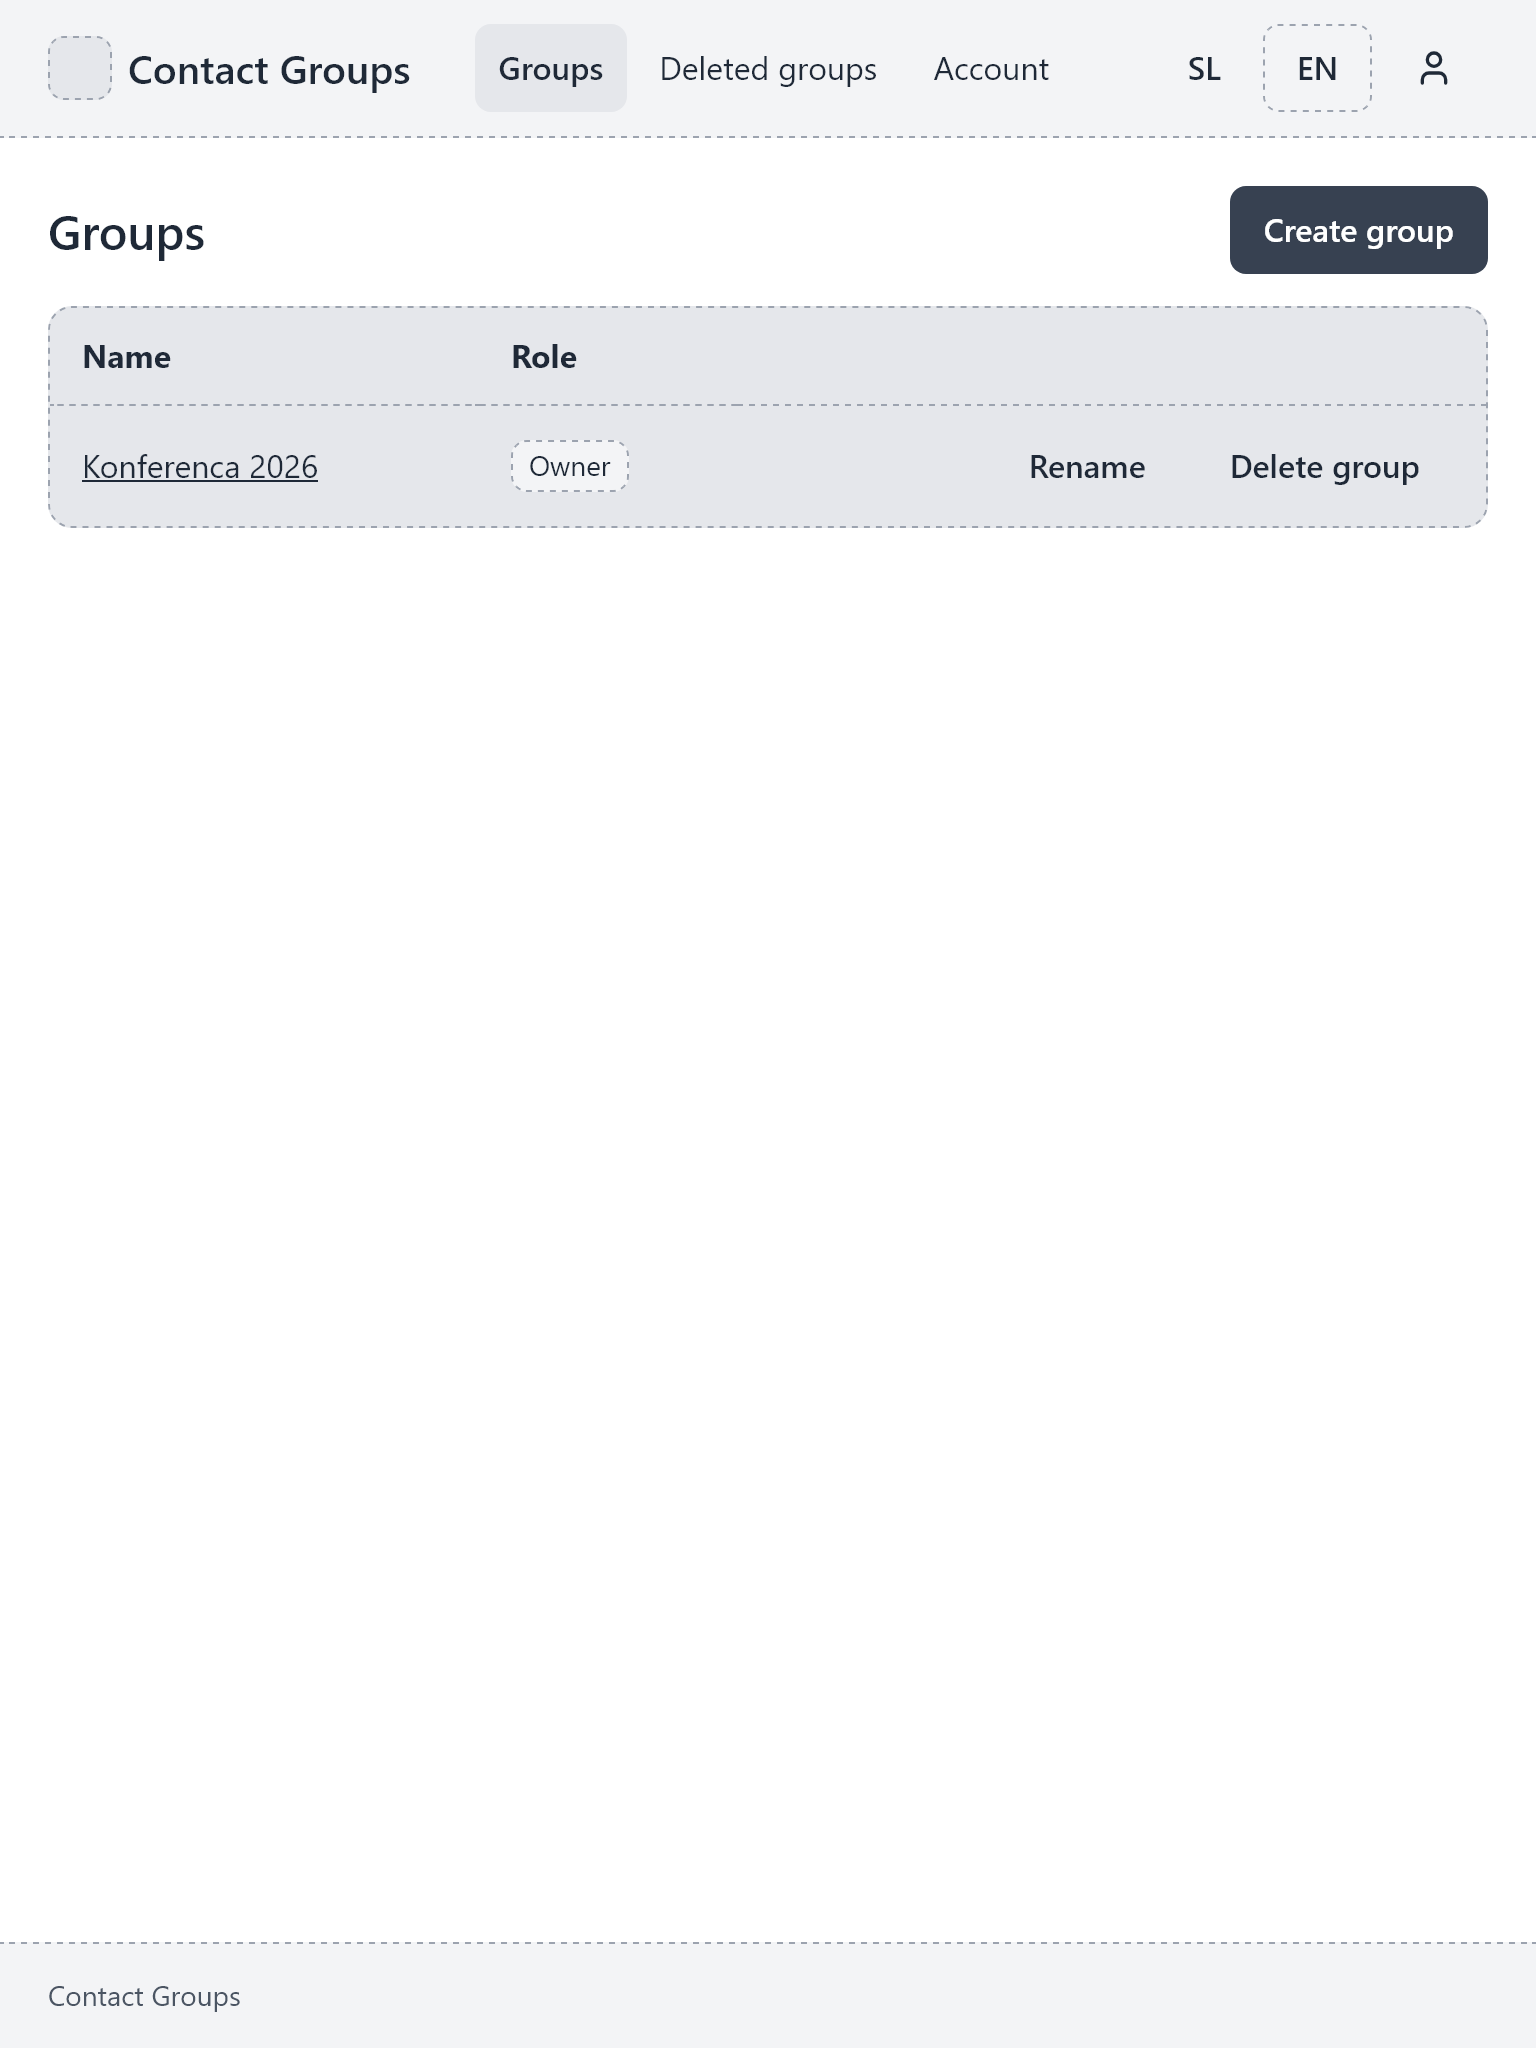 Contact Groups
Groups
Deleted groups
Account
SL
EN
Groups
Create group
Name
Role
Konferenca 2026
Owner
Rename
Delete group
Contact Groups